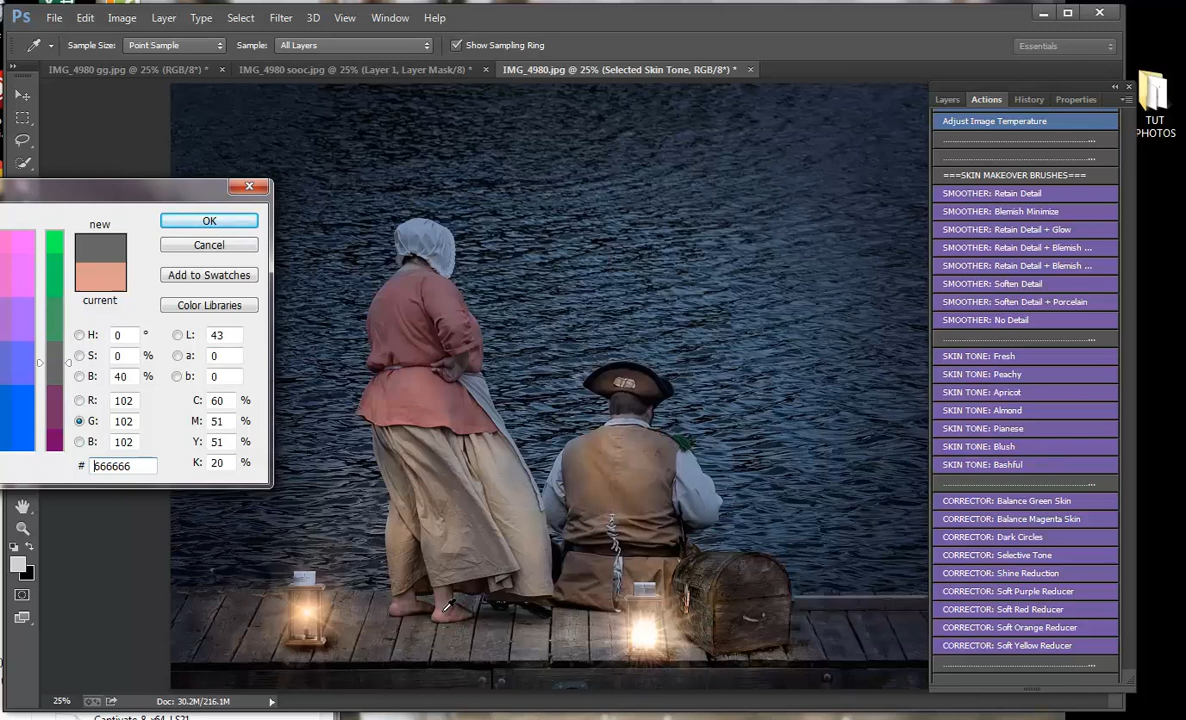 Ps File Edit Image Layer Type Select Filter 3D View Window Help
Sample Size: Point Sample Sample: All Layers Show Sampling Ring Essentials
IMG_4980 gg.jpg @ 25% (RGB/8*) * × IMG_4980 sooc.jpg @ 25% (Layer 1, Layer Mask/8) * × IMG_4980.jpg @ 25% (Selected Skin Tone, RGB/8*) * ×
Layers Actions History Properties
TUT
PHOTOS
Adjust Image Temperature
===SKIN MAKEOVER BRUSHES===
SMOOTHER: Retain Detail
SMOOTHER: Blemish Minimize
SMOOTHER: Retain Detail + Glow
SMOOTHER: Retain Detail + Blemish ...
SMOOTHER: Retain Detail + Blemish ...
SMOOTHER: Soften Detail
SMOOTHER: Soften Detail + Porcelain
SMOOTHER: No Detail
SKIN TONE: Fresh
SKIN TONE: Peachy
SKIN TONE: Apricot
SKIN TONE: Almond
SKIN TONE: Pianese
SKIN TONE: Blush
SKIN TONE: Bashful
CORRECTOR: Balance Green Skin
CORRECTOR: Balance Magenta Skin
CORRECTOR: Dark Circles
CORRECTOR: Selective Tone
CORRECTOR: Shine Reduction
CORRECTOR: Soft Purple Reducer
CORRECTOR: Soft Red Reducer
CORRECTOR: Soft Orange Reducer
CORRECTOR: Soft Yellow Reducer
new
current
OK
Cancel
Add to Swatches
Color Libraries
H: 0 ° L: 43
S: 0 % a: 0
B: 40 % b: 0
R: 102 C: 60 %
G: 102 M: 51 %
B: 102 Y: 51 %
# 666666 K: 20 %
25% Doc: 30.2M/216.1M
Captivate_8_x64_LS21